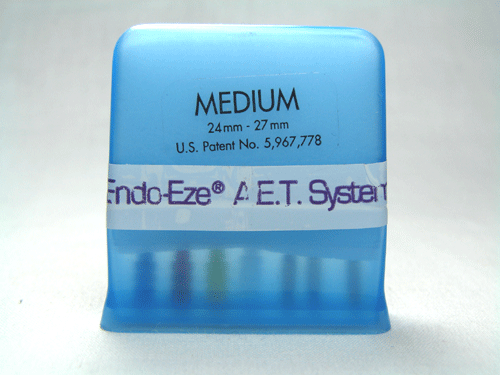 MEDIUM
24mm - 27mm
U.S. Patent No. 5,967,778
Endo-Eze® A.E.T. System